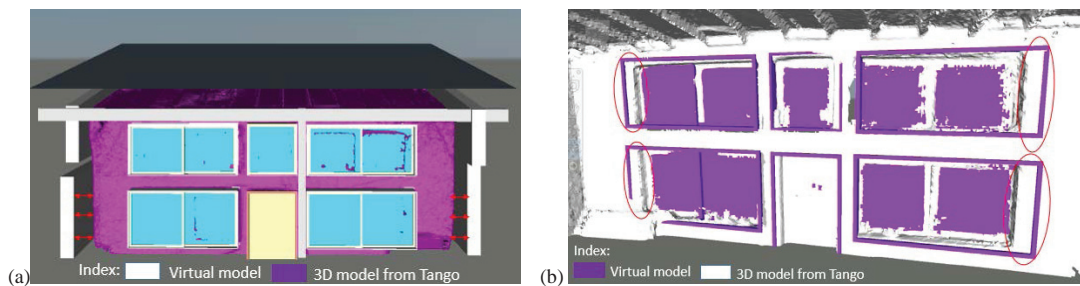 (a)
Index: Virtual model 3D model from Tango
(b)
Index:
Virtual model 3D model from Tango